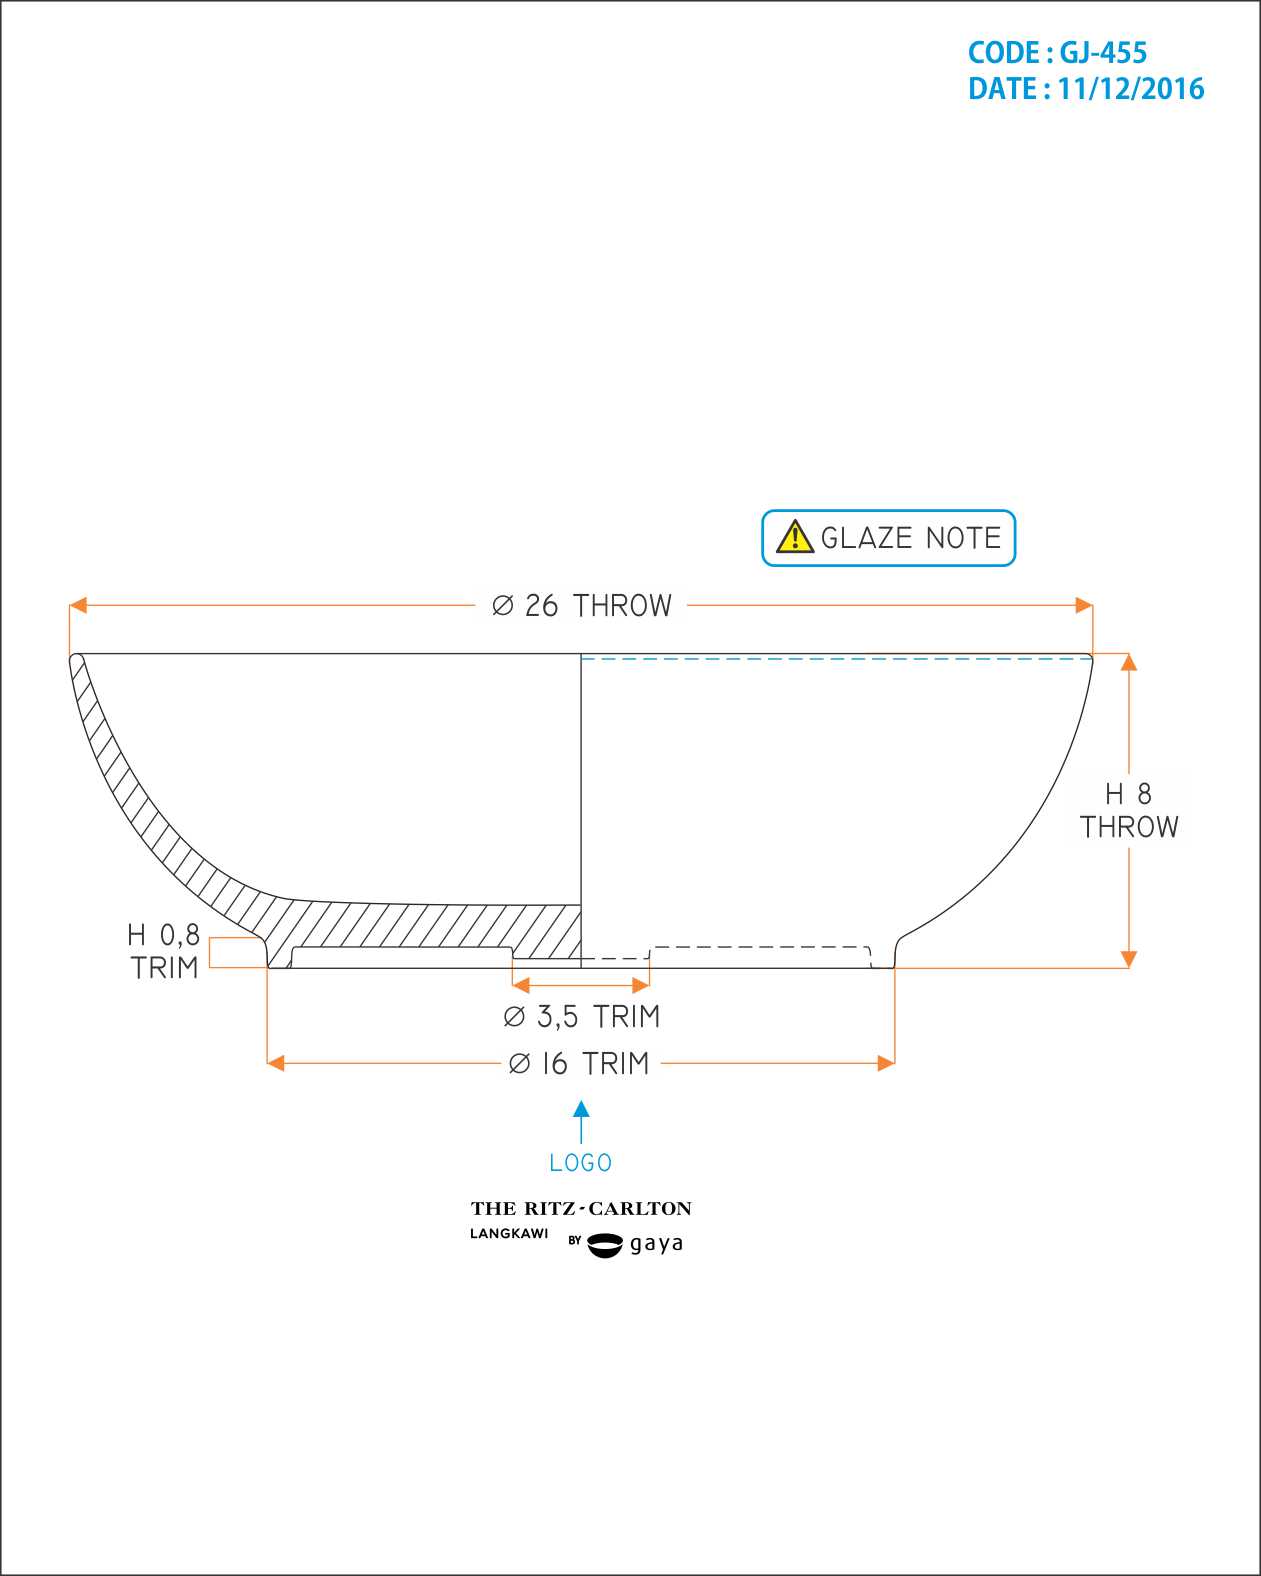 CODE : GJ-455
DATE : 11/12/2016
GLAZE NOTE
Ø 26 THROW
H 8
THROW
H 0,8
TRIM
Ø 3,5 TRIM
Ø 16 TRIM
LOGO
THE RITZ-CARLTON
LANGKAWI
BY gaya